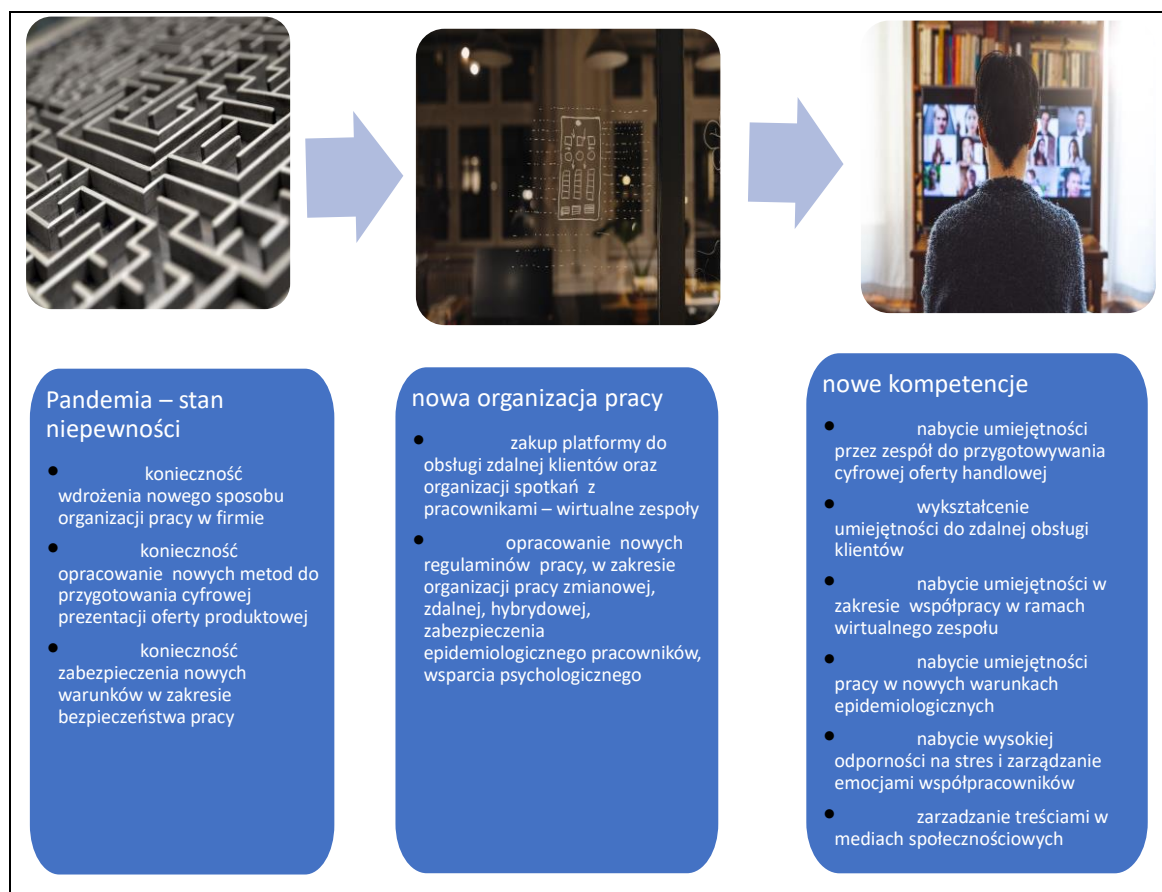 Pandemia – stan
niepewności
• konieczność
wdrożenia nowego sposobu
organizacji pracy w firmie
• konieczność
opracowanie nowych metod do
przygotowania cyfrowej
prezentacji oferty produktowej
• konieczność
zabezpieczenia nowych
warunków w zakresie
bezpieczeństwa pracy
nowa organizacja pracy
• zakup platformy do
obsługi zdalnej klientów oraz
organizacji spotkań z
pracownikami – wirtualne zespoły
• opracowanie nowych
regulaminów pracy, w zakresie
organizacji pracy zmianowej,
zdalnej, hybrydowej,
zabezpieczenia
epidemiologicznego pracowników,
wsparcia psychologicznego
nowe kompetencje
• nabycie umiejętności
przez zespół do przygotowywania
cyfrowej oferty handlowej
• wykształcenie
umiejętności do zdalnej obsługi
klientów
• nabycie umiejętności w
zakresie współpracy w ramach
wirtualnego zespołu
• nabycie umiejętności
pracy w nowych warunkach
epidemiologicznych
• nabycie wysokiej
odporności na stres i zarządzanie
emocjami współpracowników
• zarzadzanie treściami w
mediach społecznościowych